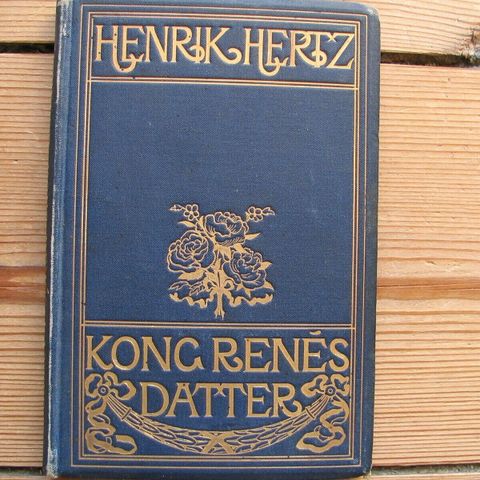 HENRIK HERTZ
KONG RENÉS
DATTER